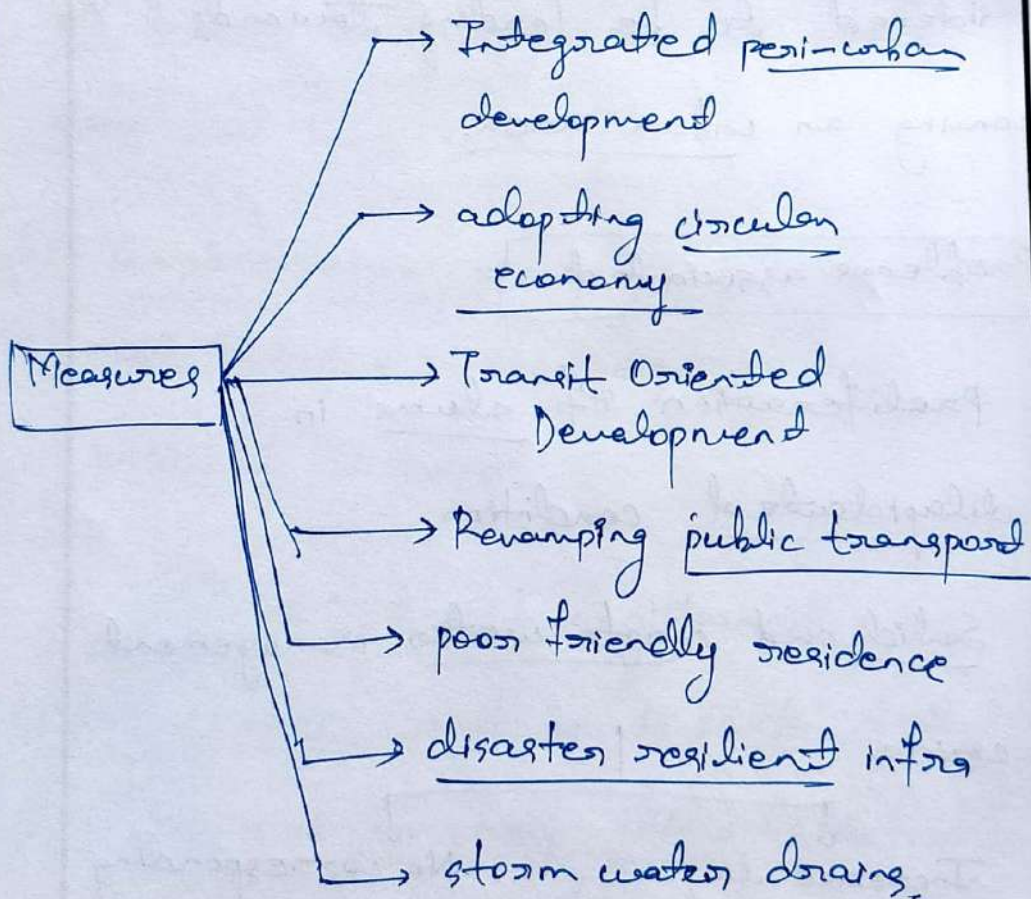 Integrated peri-urban
development
adopting circular
economy
Measures
Transit Oriented
Development
Revamping public transport
poor friendly residence
disaster resilient infra
storm water drains